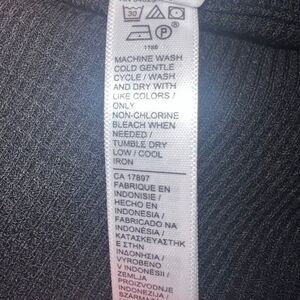 30
P
1166
MACHINE WASH
COLD GENTLE
CYCLE / WASH
AND DRY WITH
LIKE COLORS /
ONLY
NON-CHLORINE
BLEACH WHEN
NEEDED /
TUMBLE DRY
LOW / COOL
IRON
CA 17897
FABRIQUE EN
INDONISIE /
HECHO EN
INDONESIA /
FABRICADO NA
INDONÉSIA /
ΚΑΤΑΣΚΕΥΑΣΤΗΚ
Ε ΣΤΗΝ
ΙΝΔΟΝΗΣΙΑ /
VYROBENO
V INDONÉSII /
ZEMLJA
PROIZVODNJE
INDONEZIJA /